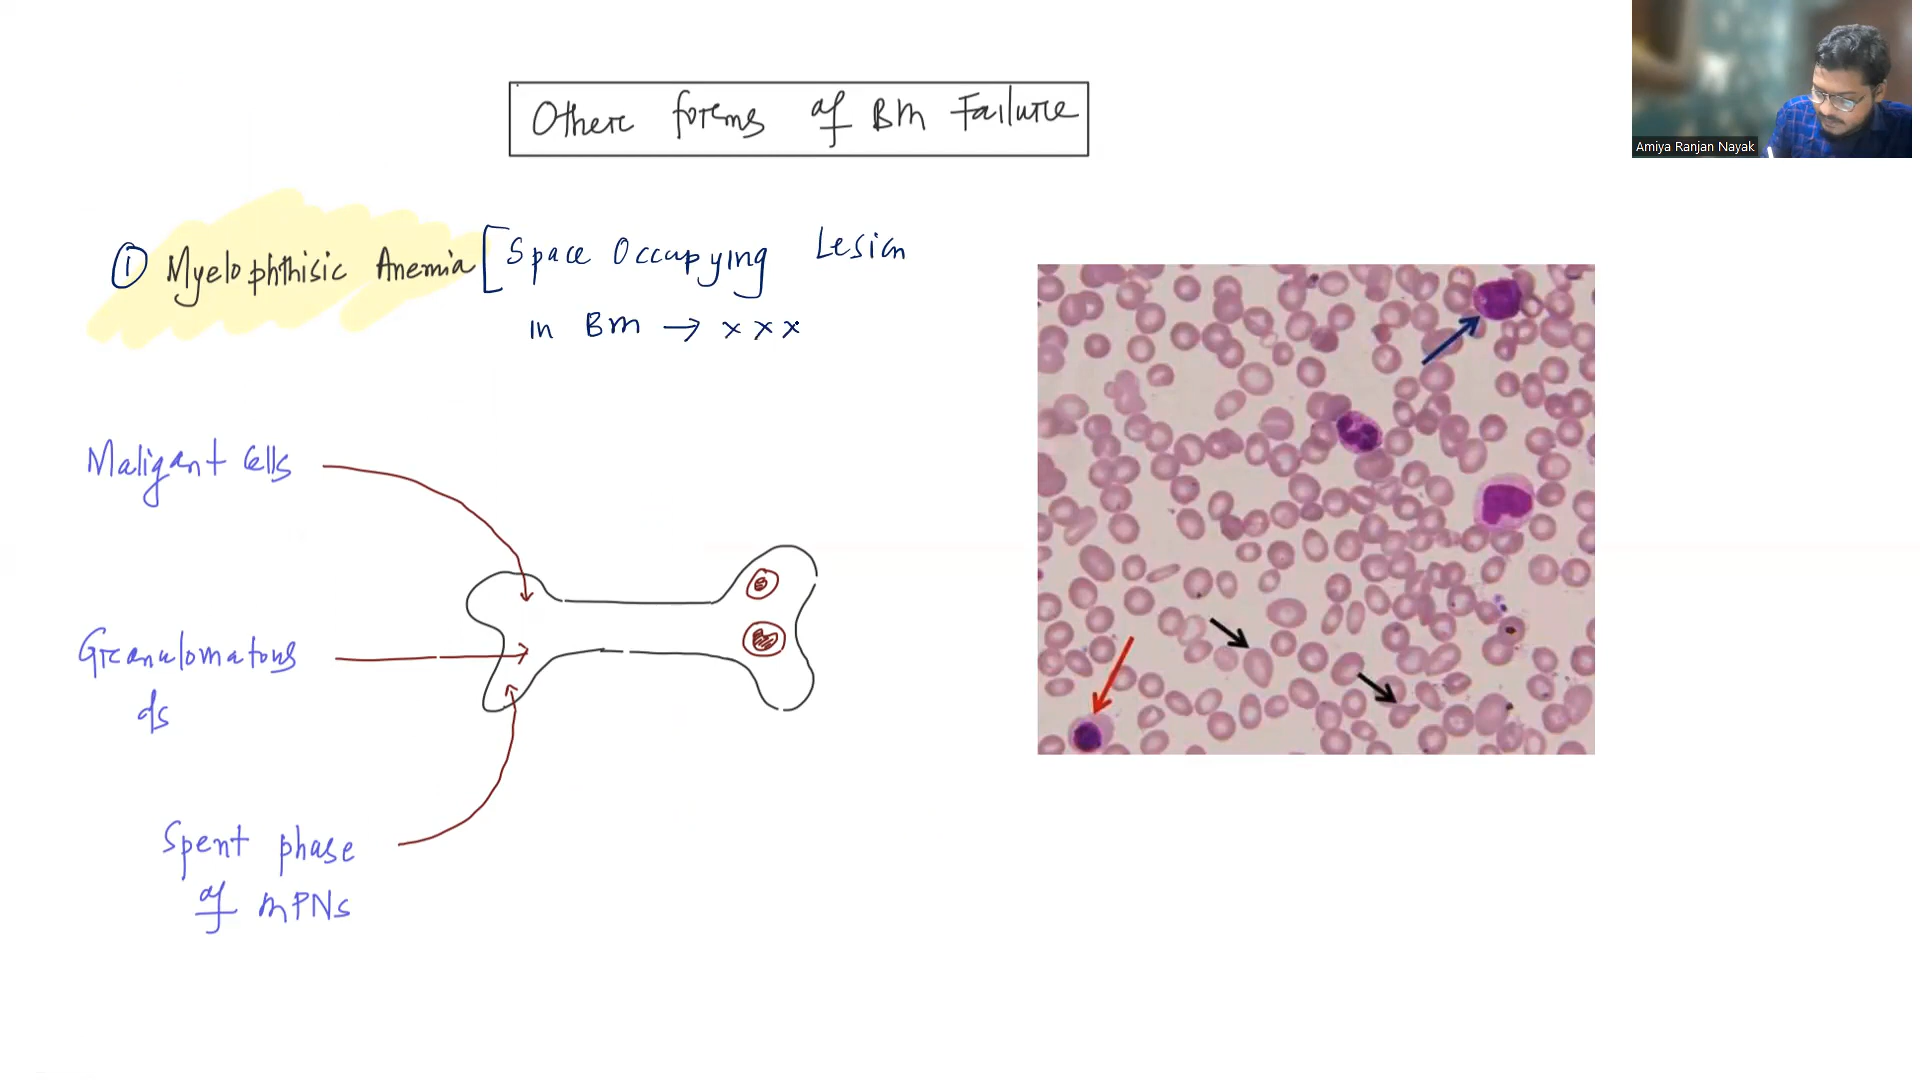 Other forms of BM Failure
Amiya Ranjan Nayak
① Myelophthisic Anemia [Space Occupying Lesion
in BM → x x x
Maligant Cells
Granulomatous
ds
Spent phase
of MPNs